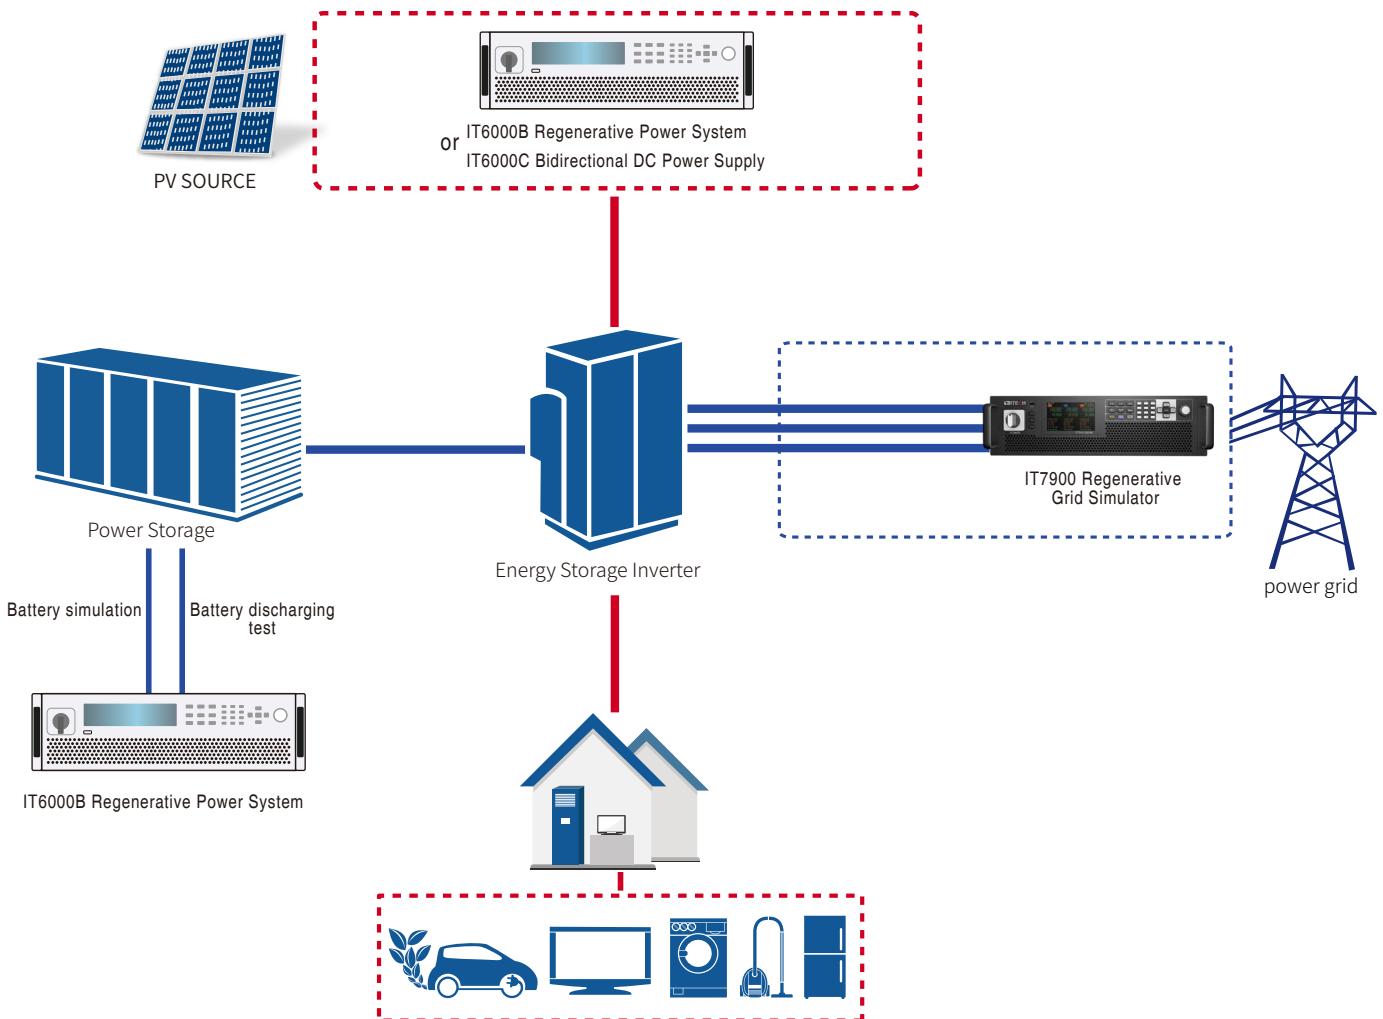 PV SOURCE
or
IT6000B Regenerative Power System
IT6000C Bidirectional DC Power Supply
Power Storage
Energy Storage Inverter
IT7900 Regenerative
Grid Simulator
power grid
Battery simulation
Battery discharging
test
IT6000B Regenerative Power System